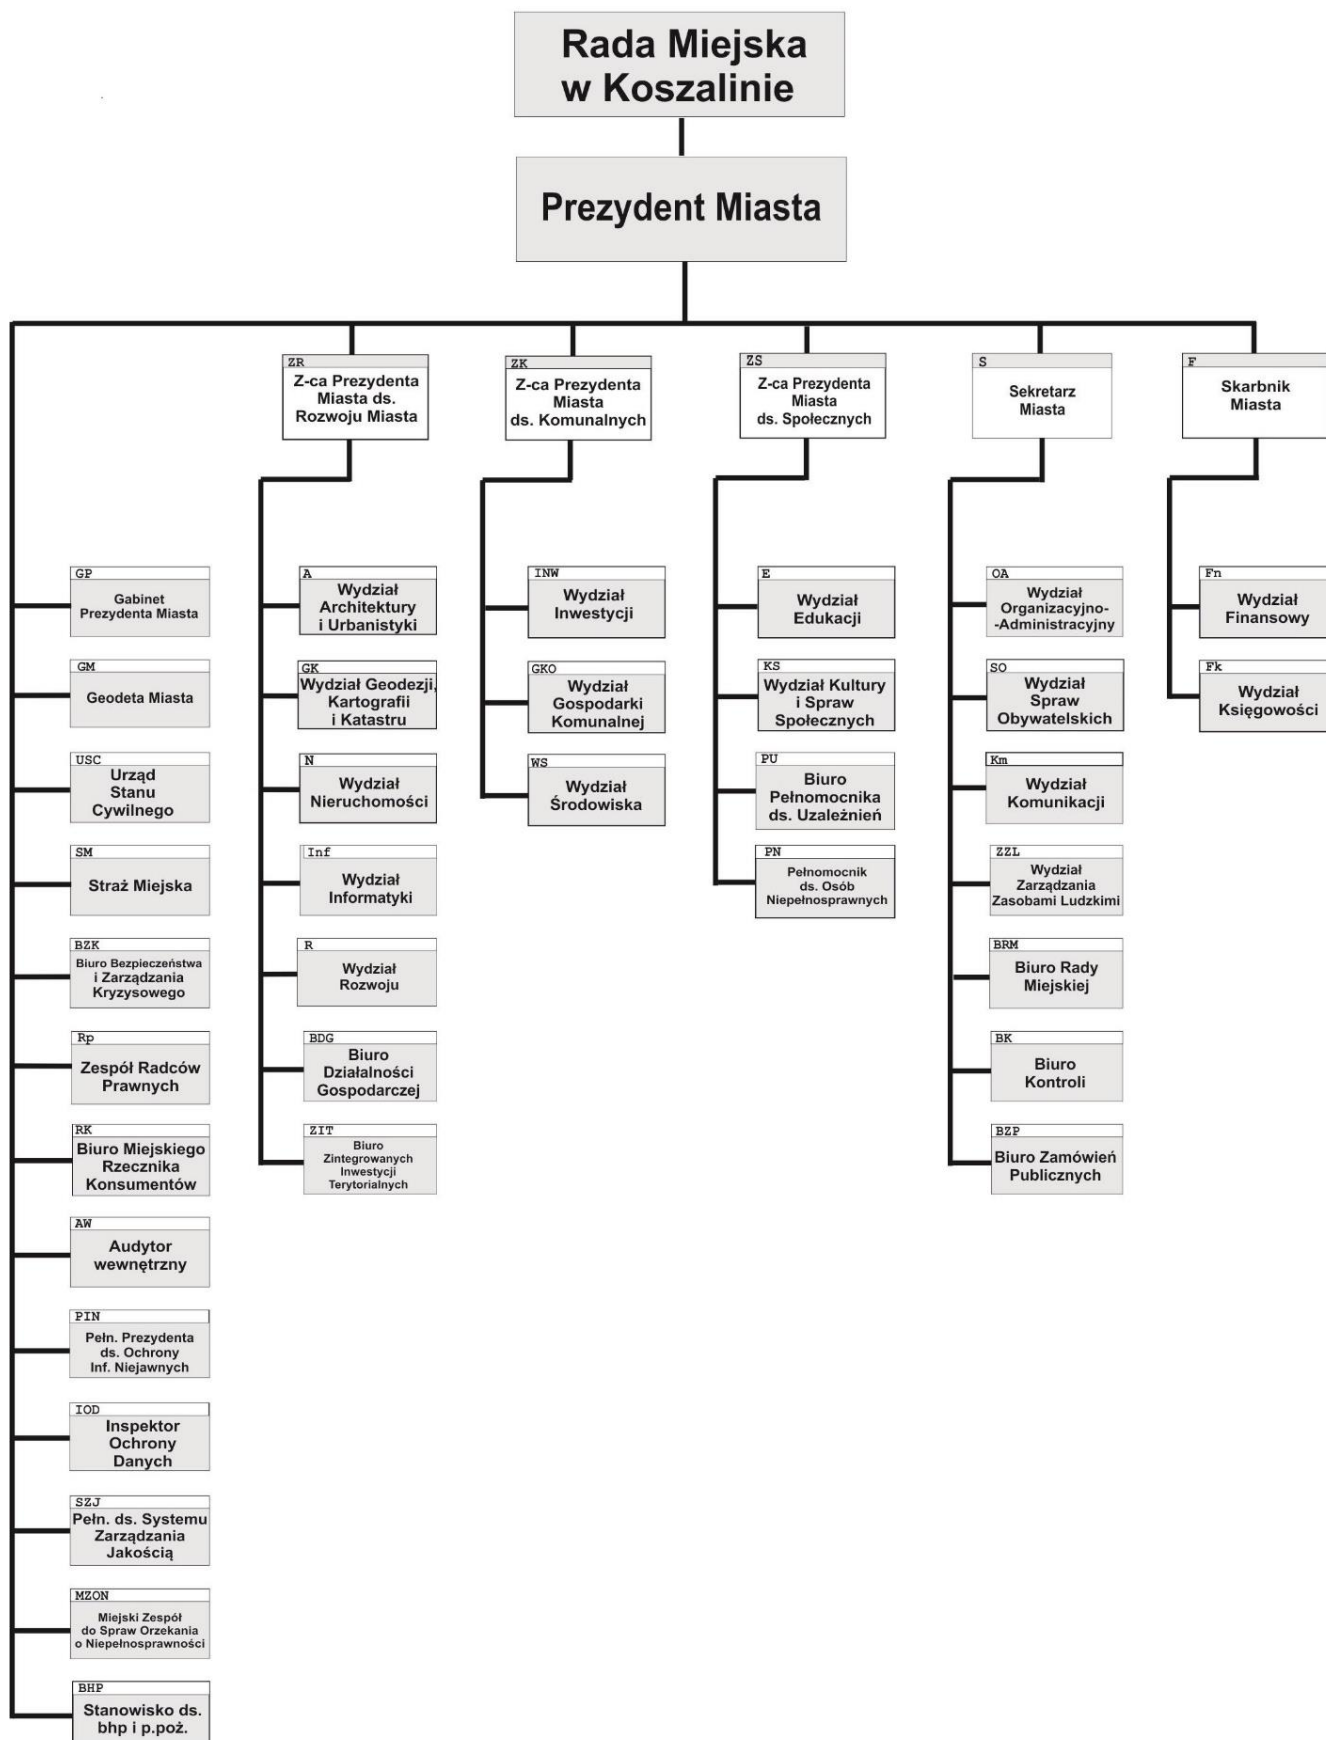 Rada Miejska
w Koszalinie
Prezydent Miasta
ZR
Z-ca Prezydenta
Miasta ds.
Rozwoju Miasta
ZK
Z-ca Prezydenta
Miasta
ds. Komunalnych
ZS
Z-ca Prezydenta
Miasta
ds. Społecznych
S
Sekretarz
Miasta
F
Skarbnik
Miasta
GP
Gabinet
Prezydenta Miasta
GM
Geodeta Miasta
USC
Urząd
Stanu
Cywilnego
SM
Straż Miejska
BZK
Biuro Bezpieczeństwa
i Zarządzania
Kryzysowego
Rp
Zespół Radców
Prawnych
RK
Biuro Miejskiego
Rzecznika
Konsumentów
AW
Audytor
wewnętrzny
PIN
Pełn. Prezydenta
ds. Ochrony
Inf. Niejawnych
IOD
Inspektor
Ochrony
Danych
SZJ
Pełn. ds. Systemu
Zarządzania
Jakością
MZON
Miejski Zespół
do Spraw Orzekania
o Niepełnosprawności
BHP
Stanowisko ds.
bhp i p.poż.
A
Wydział
Architektury
i Urbanistyki
GK
Wydział Geodezji,
Kartografii
i Katastru
N
Wydział
Nieruchomości
Inf
Wydział
Informatyki
R
Wydział
Rozwoju
BDG
Biuro
Działalności
Gospodarczej
ZIT
Biuro
Zintegrowanych
Inwestycji
Terytorialnych
INW
Wydział
Inwestycji
GKO
Wydział
Gospodarki
Komunalnej
WS
Wydział
Środowiska
E
Wydział
Edukacji
KS
Wydział Kultury
i Spraw
Społecznych
PU
Biuro
Pełnomocnika
ds. Uzależnień
PN
Pełnomocnik
ds. Osób
Niepełnosprawnych
OA
Wydział
Organizacyjno-
-Administracyjny
SO
Wydział
Spraw
Obywatelskich
Km
Wydział
Komunikacji
ZZL
Wydział
Zarządzania
Zasobami Ludzkimi
BRM
Biuro Rady
Miejskiej
BK
Biuro
Kontroli
BZP
Biuro Zamówień
Publicznych
Fn
Wydział
Finansowy
Fk
Wydział
Księgowości